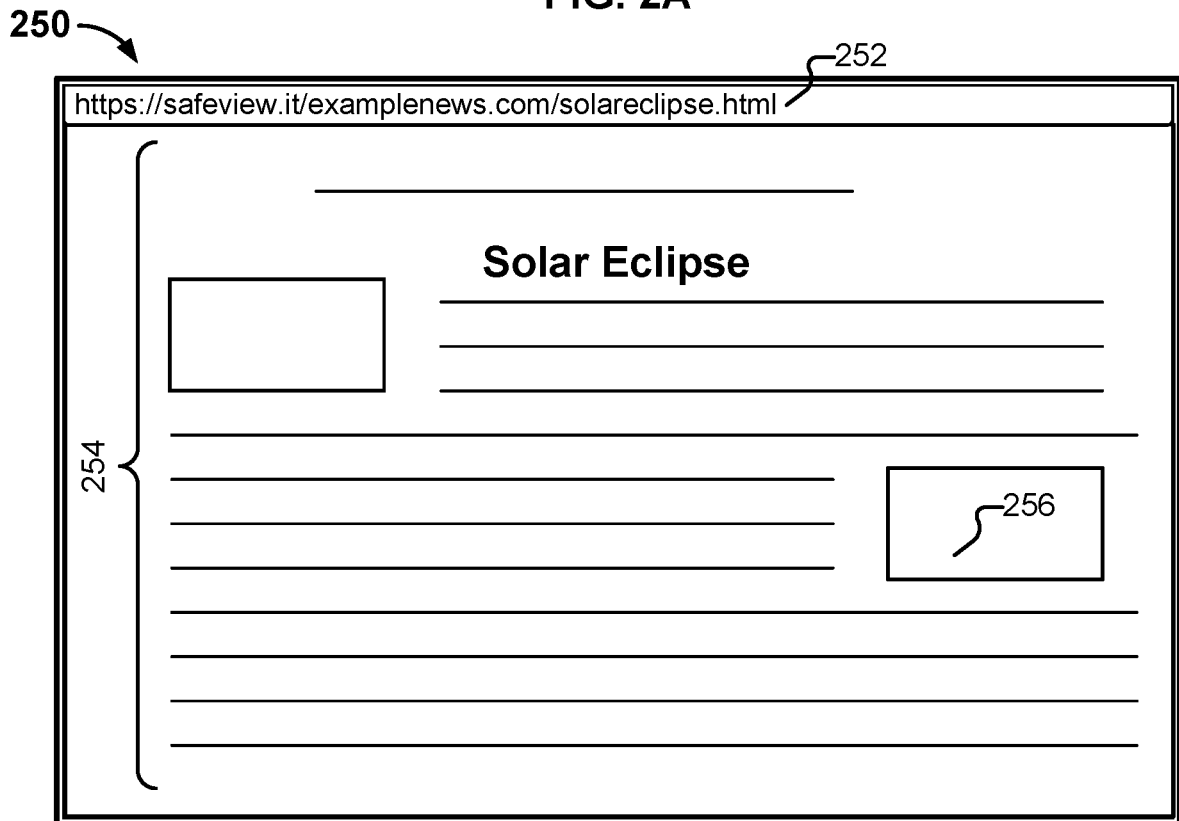 FIG. 2A
250
252
https://safeview.it/examplenews.com/solareclipse.html
Solar Eclipse
254
256